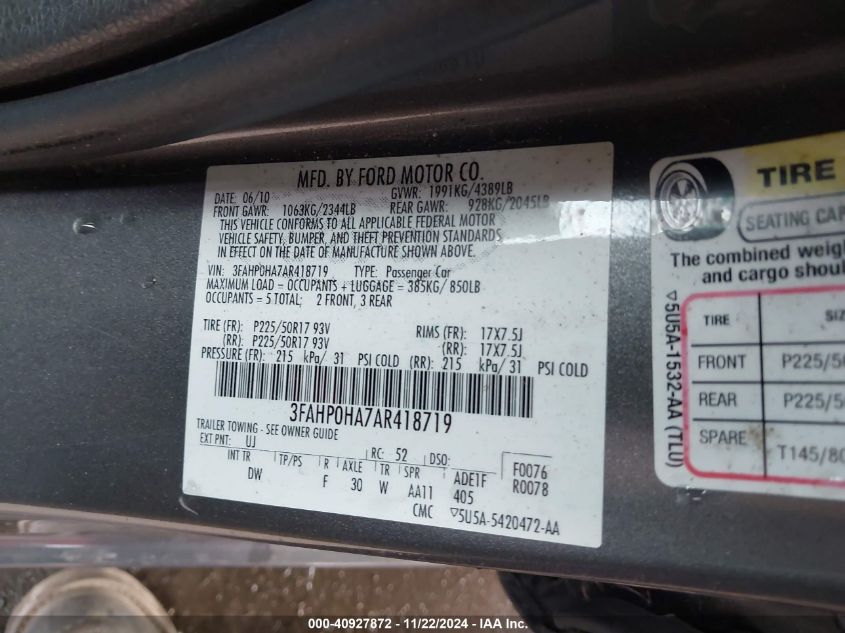 MFD. BY FORD MOTOR CO.
DATE: 06/10 GVWR: 1991KG/4389LB
FRONT GAWR: 1063KG/2344LB REAR GAWR: 928KG/2045LB
THIS VEHICLE CONFORMS TO ALL APPLICABLE FEDERAL MOTOR
VEHICLE SAFETY, BUMPER, AND THEFT PREVENTION STANDARDS
IN EFFECT ON THE DATE OF MANUFACTURE SHOWN ABOVE.
VIN: 3FAHP0HA7AR418719 TYPE: Passenger Car
MAXIMUM LOAD = OCCUPANTS + LUGGAGE = 385KG/ 850LB
OCCUPANTS = 5 TOTAL; 2 FRONT, 3 REAR
TIRE (FR): P225/50R17 93V RIMS (FR): 17X7.5J
(RR): P225/50R17 93V (RR): 17X7.5J
PRESSURE (FR): 215 kPa/ 31 PSI COLD (RR): 215 kPa/ 31 PSI COLD
3FAHP0HA7AR418719
TRAILER TOWING - SEE OWNER GUIDE
EXT PNT: UJ RC: 52 DSO: F0076
INT TR TP/PS R AXLE TR SPR ADE1F R0078
DW F 30 W AA11 405
CMC ▽5U5A-5420472-AA
TIRE
SEATING CAP
The combined weigh
and cargo shoul
TIRE SIZ
FRONT P225/50
REAR P225/50
SPARE T145/80
▽5U5A-1532-AA (TLU)
000-40927872 - 11/22/2024 - IAA Inc.